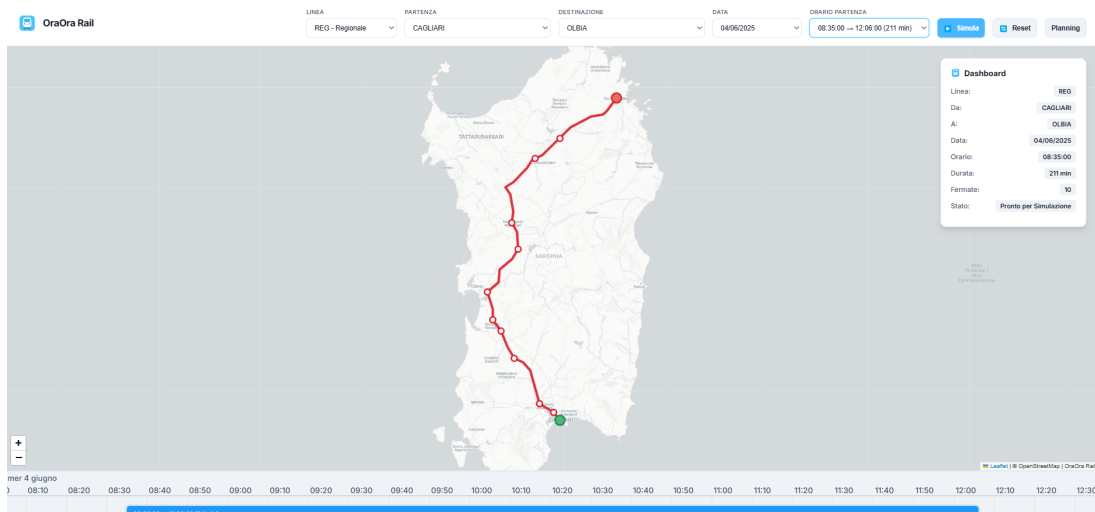 OraOra Rail
LINEA
REG - Regionale
PARTENZA
CAGLIARI
DESTINAZIONE
OLBIA
DATA
04/06/2025
ORARIO PARTENZA
08:35:00 → 12:06:00 (211 min)
Simula
Reset
Planning
Dashboard
Linea: REG
Da: CAGLIARI
A: OLBIA
Data: 04/06/2025
Orario: 08:35:00
Durata: 211 min
Fermate: 10
Stato: Pronto per Simulazione
TATTARI/SASSARI
SARDINIA
+
−
Leaflet | © OpenStreetMap | OraOra Rail
mer 4 giugno
08:10 08:20 08:30 08:40 08:50 09:00 09:10 09:20 09:30 09:40 09:50 10:00 10:10 10:20 10:30 10:40 10:50 11:00 11:10 11:20 11:30 11:40 11:50 12:00 12:10 12:20 12:30